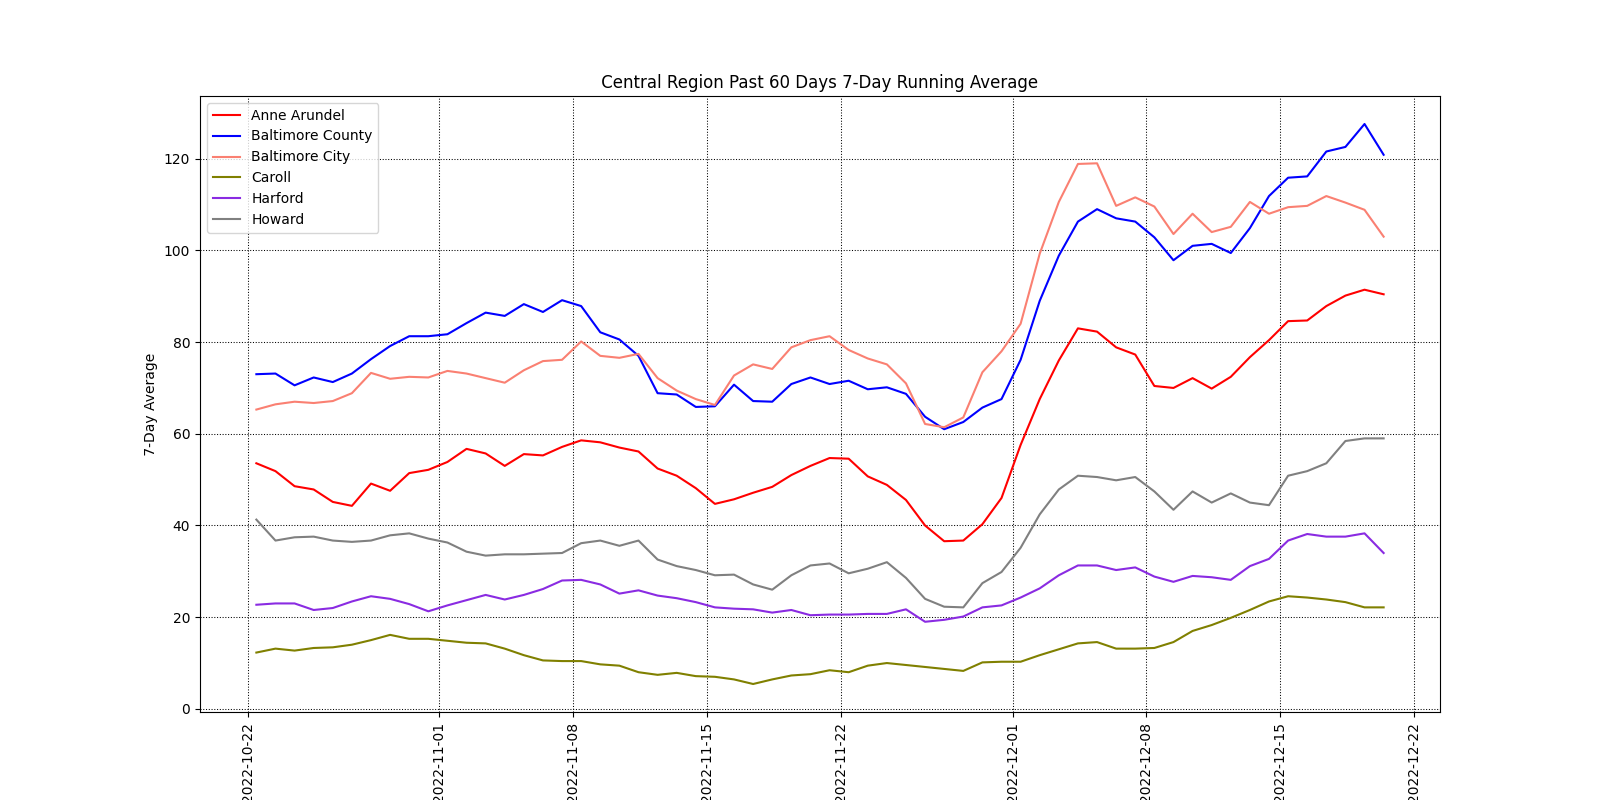 Central Region Past 60 Days 7-Day Running Average
Anne Arundel
Baltimore County
Baltimore City
Caroll
Harford
Howard
7-Day Average
120
100
80
60
40
20
0
2022-10-22
2022-11-01
2022-11-08
2022-11-15
2022-11-22
2022-12-01
2022-12-08
2022-12-15
2022-12-22